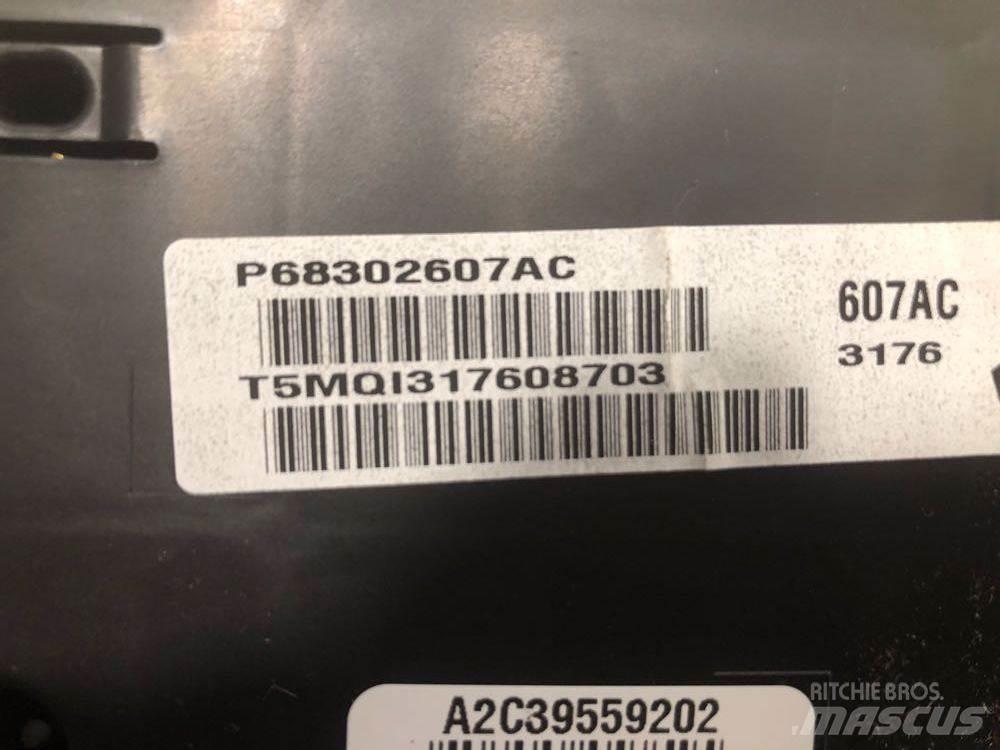 P68302607AC
607AC
3176
T5MQI317608703
A2C39559202
RITCHIE BROS.
MASCUS